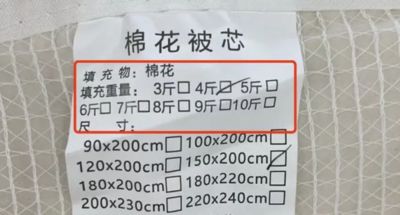 棉花被芯
填充物：棉花
填充重量：3斤□ 4斤☑ 5斤□
6斤□ 7斤□ 8斤□ 9斤□ 10斤□
尺寸：
90x200cm□ 100x200cm□
120x200cm□ 150x200cm☑
180x200cm□ 180x220cm□
200x230cm□ 220x240cm□